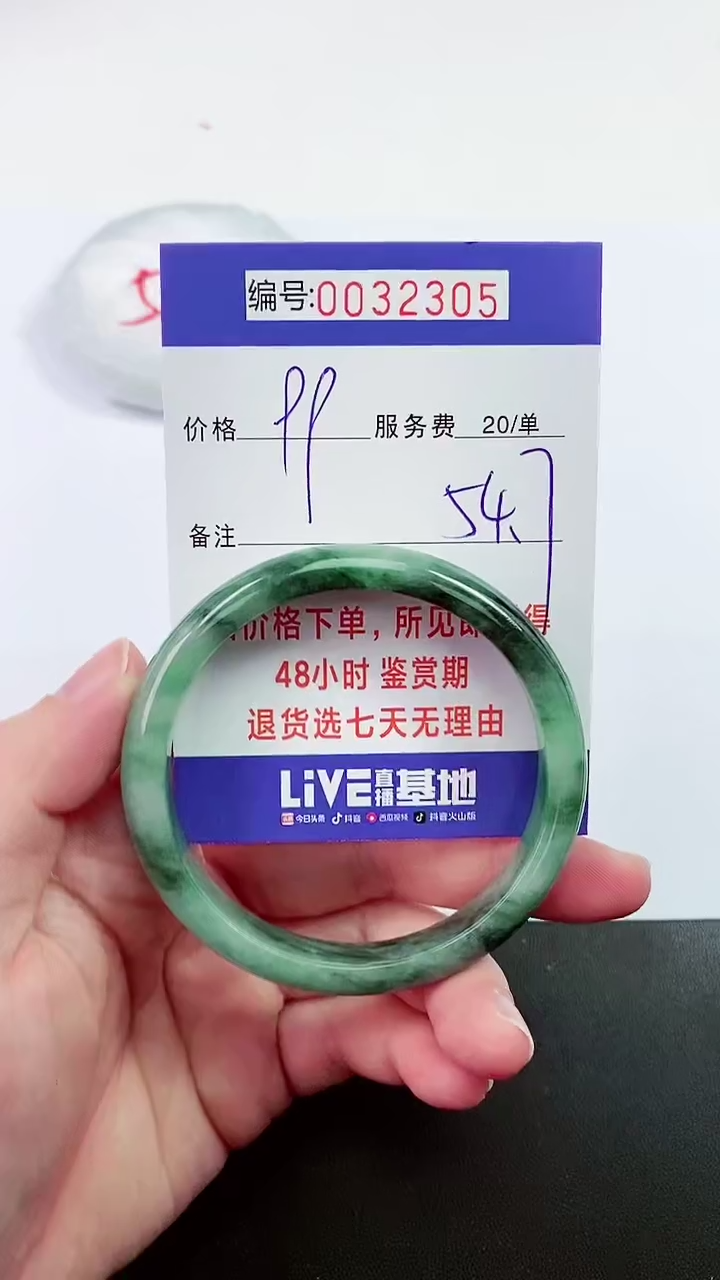 编号:0032305
价格 99 服务费 20/单
备注 54.7
价格下单，所见即 得
48小时 鉴赏期
退货选七天无理由
LiVE直播基地
今日头条 抖音 西瓜视频 抖音火山版